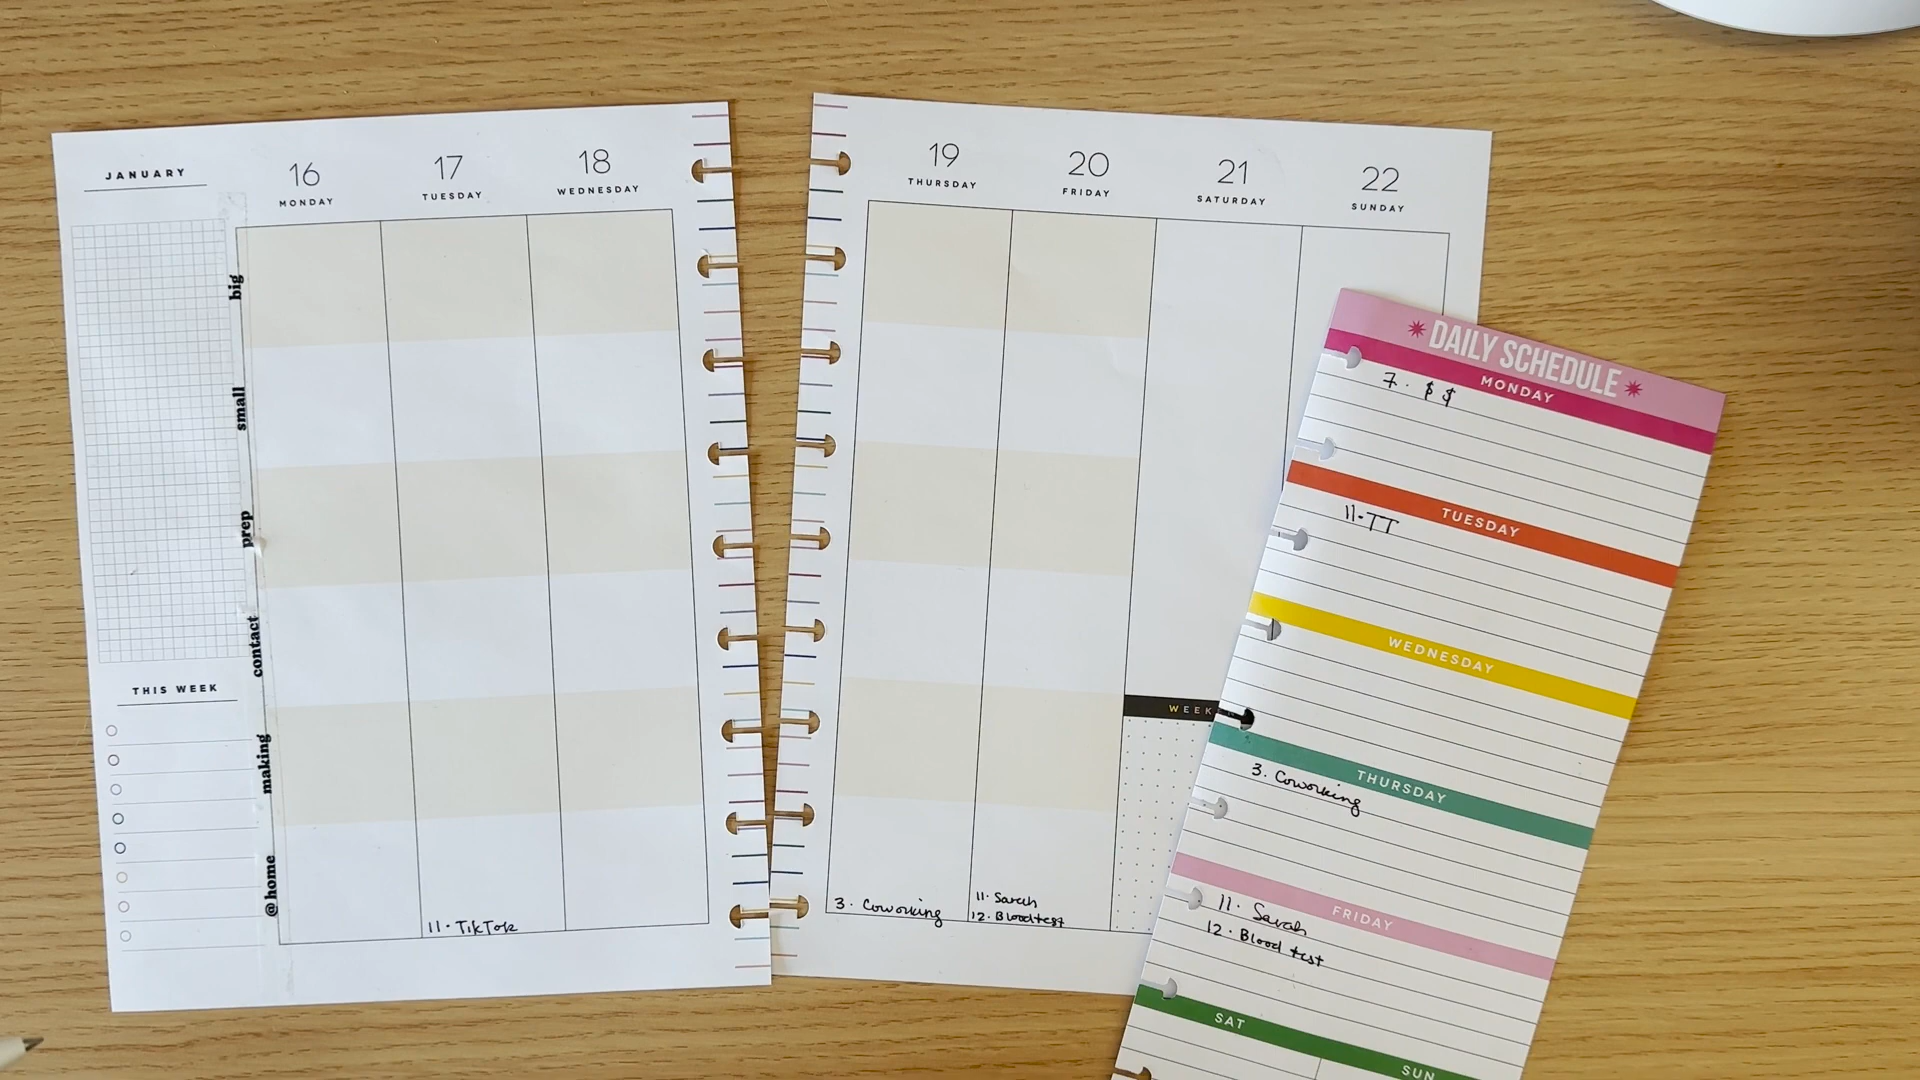 JANUARY
16
MONDAY
17
TUESDAY
18
WEDNESDAY
big
small
prep
contact
making
@home
THIS WEEK
11. TikTok
19
THURSDAY
20
FRIDAY
21
SATURDAY
22
SUNDAY
3. Coworking
11. Sarah
12. Bloodtest
WEEK
DAILY SCHEDULE
MONDAY
7. $ $
TUESDAY
11-TT
WEDNESDAY
THURSDAY
3. Coworking
FRIDAY
11. Sarah
12. Blood test
SAT
SUN